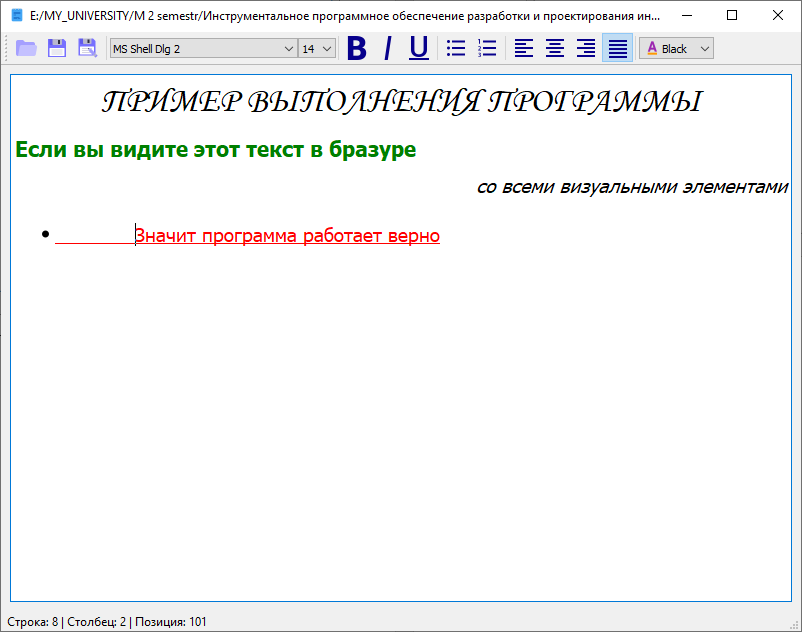 E:/MY_UNIVERSITY/M 2 semestr/Инструментальное программное обеспечение разработки и проектирования ин...
MS Shell Dlg 2 14 B I U A Black
ПРИМЕР ВЫПОЛНЕНИЯ ПРОГРАММЫ
Если вы видите этот текст в бразуре
со всеми визуальными элементами
Значит программа работает верно
Строка: 8 | Столбец: 2 | Позиция: 101